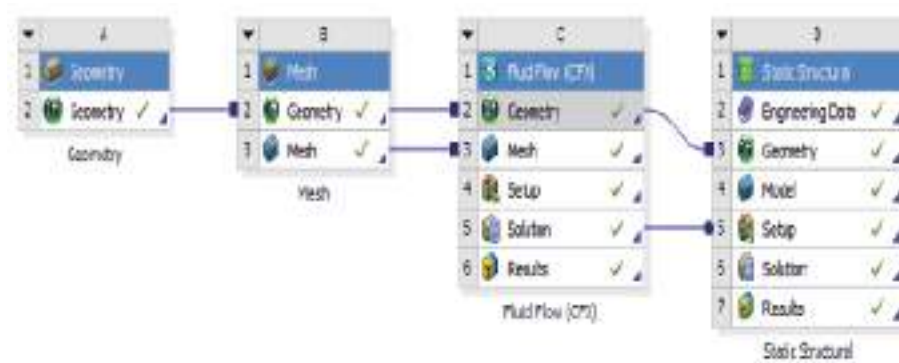 A
1 Geometry
2 Geometry
Geometry
B
1 Mesh
2 Geometry
3 Mesh
Mesh
C
1 Fluid Flow (CFX)
2 Geometry
3 Mesh
4 Setup
5 Solution
6 Results
Fluid Flow (CFX)
D
1 Static Structural
2 Engineering Data
3 Geometry
4 Model
5 Setup
6 Solution
7 Results
Static Structural